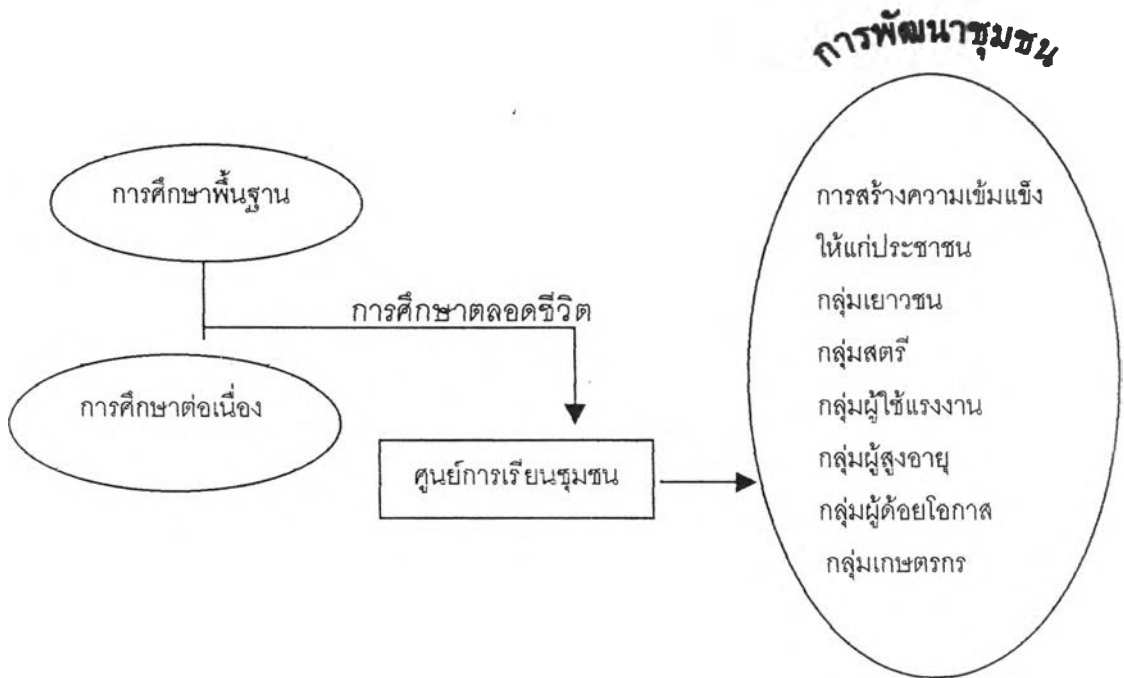 การพัฒนาชุมชน
การศึกษาพื้นฐาน
การศึกษาตลอดชีวิต
การศึกษาต่อเนื่อง
ศูนย์การเรียนชุมชน
การสร้างความเข้มแข็ง
ให้แก่ประชาชน
กลุ่มเยาวชน
กลุ่มสตรี
กลุ่มผู้ใช้แรงงาน
กลุ่มผู้สูงอายุ
กลุ่มผู้ด้อยโอกาส
กลุ่มเกษตรกร